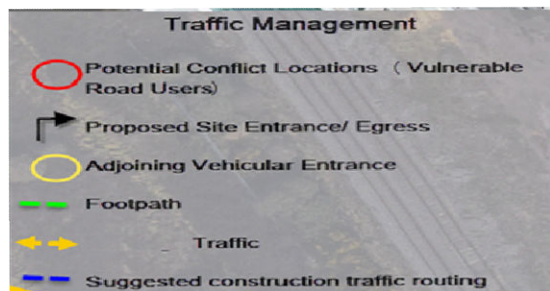 Traffic Management
Potential Conflict Locations ( Vulnerable
Road Users)
Proposed Site Entrance/ Egress
Adjoining Vehicular Entrance
Footpath
Traffic
Suggested construction traffic routing